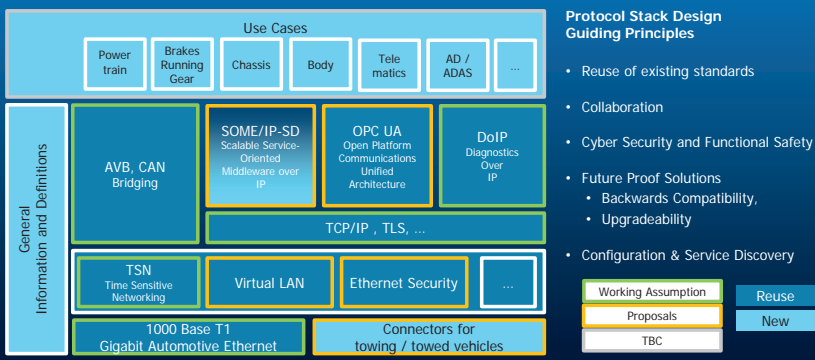 Use Cases
Power
train
Brakes
Running
Gear
Chassis
Body
Tele
matics
AD /
ADAS
...
General
Information and Definitions
AVB, CAN
Bridging
SOME/IP-SD
Scalable Service-
Oriented
Middleware over
IP
OPC UA
Open Platform
Communications
Unified
Architecture
DoIP
Diagnostics
Over
IP
TCP/IP , TLS, ...
TSN
Time Sensitive
Networking
Virtual LAN
Ethernet Security
...
1000 Base T1
Gigabit Automotive Ethernet
Connectors for
towing / towed vehicles
Protocol Stack Design
Guiding Principles
• Reuse of existing standards
• Collaboration
• Cyber Security and Functional Safety
• Future Proof Solutions
• Backwards Compatibility,
• Upgradeability
• Configuration & Service Discovery
Working Assumption
Proposals
TBC
Reuse
New